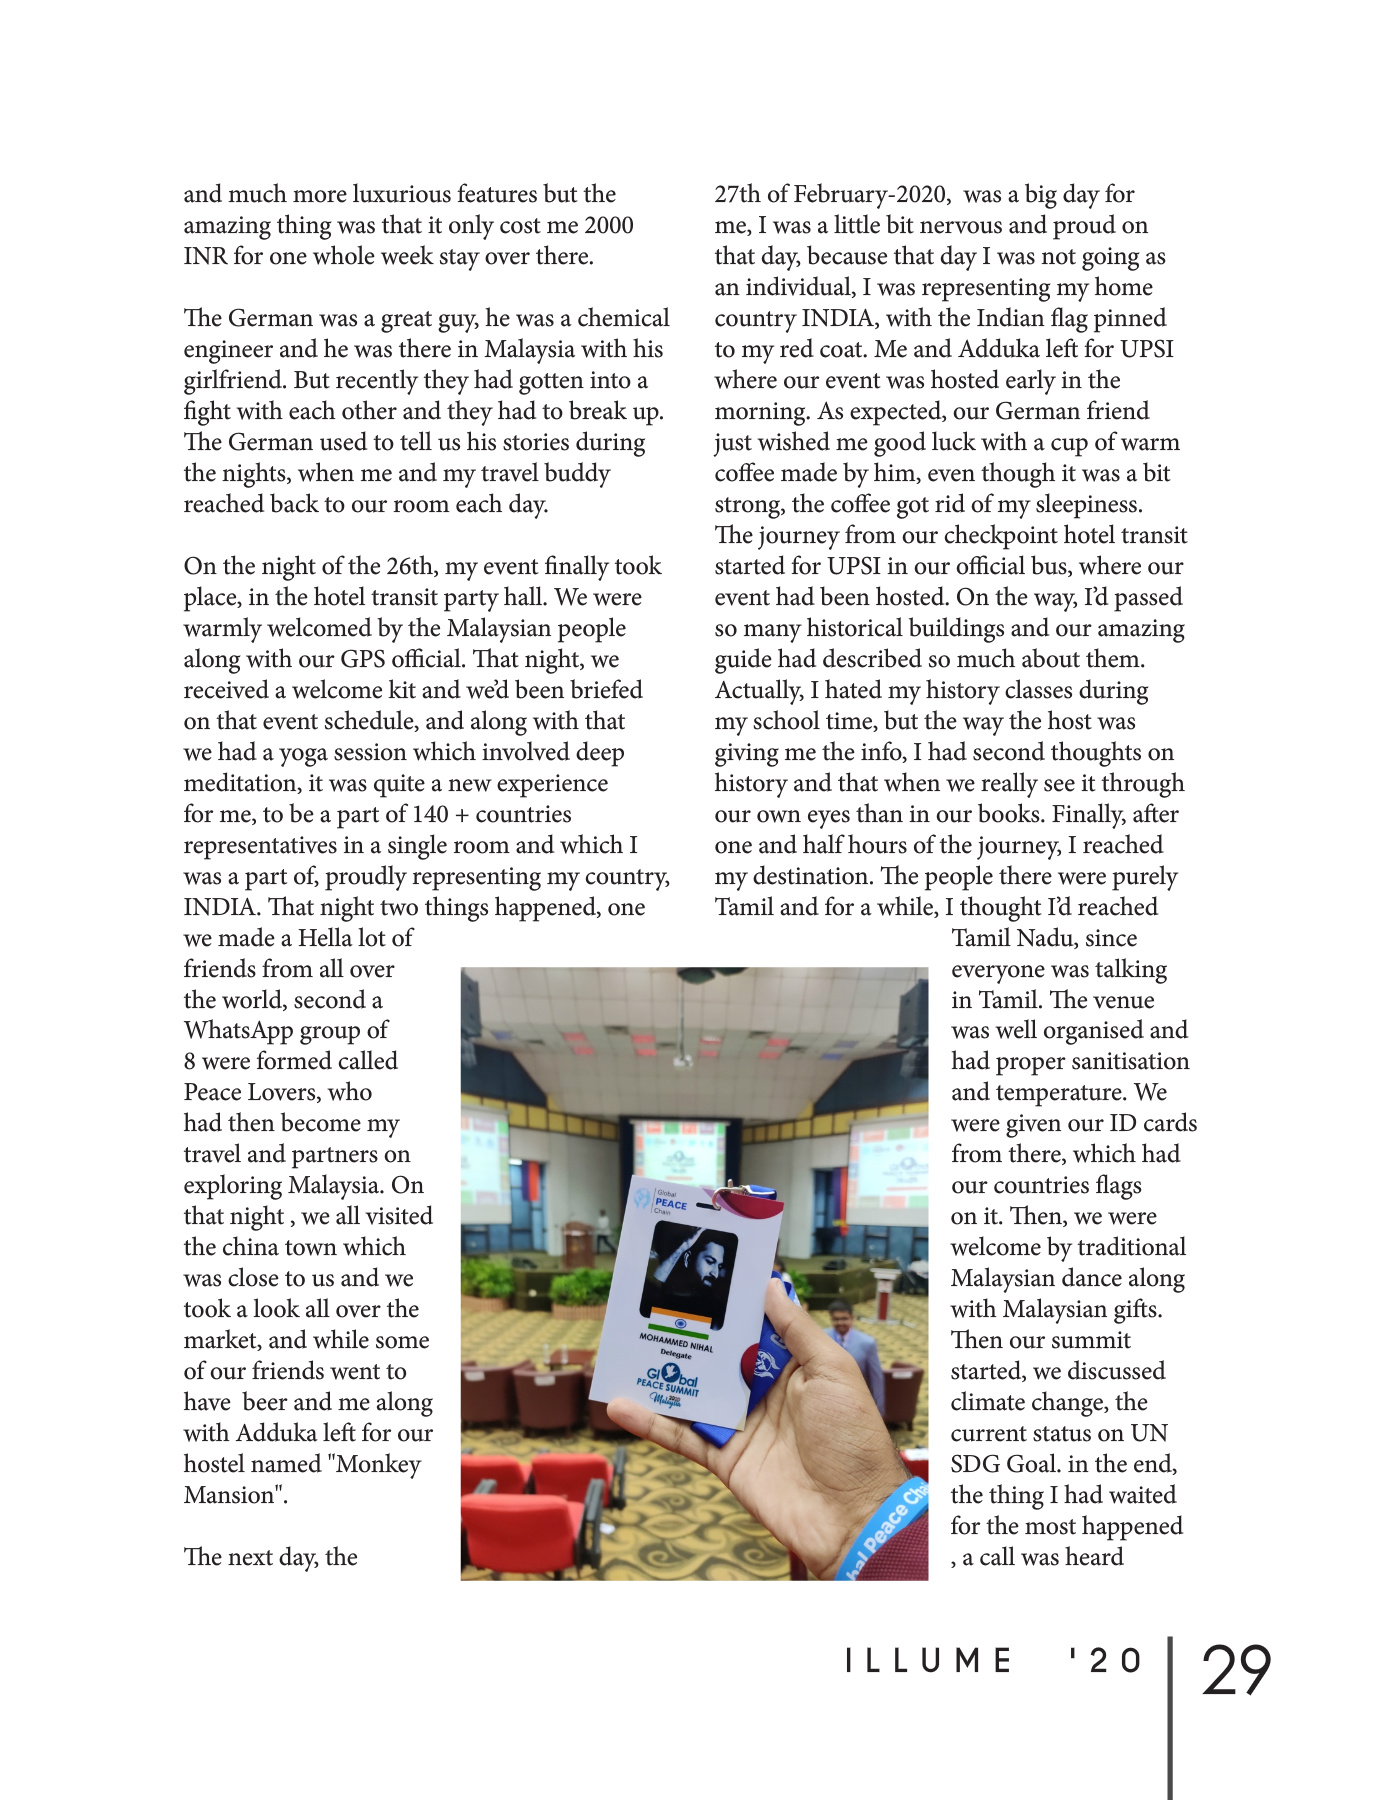 and much more luxurious features but the
amazing thing was that it only cost me 2000
INR for one whole week stay over there.
The German was a great guy, he was a chemical
engineer and he was there in Malaysia with his
girlfriend. But recently they had gotten into a
fight with each other and they had to break up.
The German used to tell us his stories during
the nights, when me and my travel buddy
reached back to our room each day.
On the night of the 26th, my event finally took
place, in the hotel transit party hall. We were
warmly welcomed by the Malaysian people
along with our GPS official. That night, we
received a welcome kit and we’d been briefed
on that event schedule, and along with that
we had a yoga session which involved deep
meditation, it was quite a new experience
for me, to be a part of 140 + countries
representatives in a single room and which I
was a part of, proudly representing my country,
INDIA. That night two things happened, one
we made a Hella lot of
friends from all over
the world, second a
WhatsApp group of
8 were formed called
Peace Lovers, who
had then become my
travel and partners on
exploring Malaysia. On
that night , we all visited
the china town which
was close to us and we
took a look all over the
market, and while some
of our friends went to
have  beer and me along
with Adduka left for our
hostel named "Monkey
Mansion".
The next day, the
27th of February-2020,  was a big day for
me, I was a little bit nervous and proud on
that day, because that day I was not going as
an individual, I was representing my home
country INDIA, with the Indian flag pinned
to my red coat. Me and Adduka left for UPSI
where our event was hosted early in the
morning. As expected, our German friend
just wished me good luck with a cup of warm
coffee made by him, even though it was a bit
strong, the coffee got rid of my sleepiness.
The journey from our checkpoint hotel transit
started for UPSI in our official bus, where our
event had been hosted. On the way, I’d passed
so many historical buildings and our amazing
guide had described so much about them.
Actually, I hated my history classes during
my school time, but the way the host was
giving me the info, I had second thoughts on
history and that when we really see it through
our own eyes than in our books. Finally, after
one and half hours of the journey, I reached
my destination. The people there were purely
Tamil and for a while, I thought I’d reached
Tamil Nadu, since
everyone was talking
in Tamil. The venue
was well organised and
had proper sanitisation
and temperature. We
were given our ID cards
from there, which had
our countries flags
on it. Then, we were
welcome by traditional
Malaysian dance along
with Malaysian gifts.
Then our summit
started, we discussed
climate change, the
current status on UN
SDG Goal. in the end,
the thing I had waited
for the most happened
, a call was heard
Global
PEACE
Chain
MOHAMMED NIHAL
Delegate
Global
PEACE SUMMIT
2020
Malaysia
bal Peace Cha
ILLUME '20
29